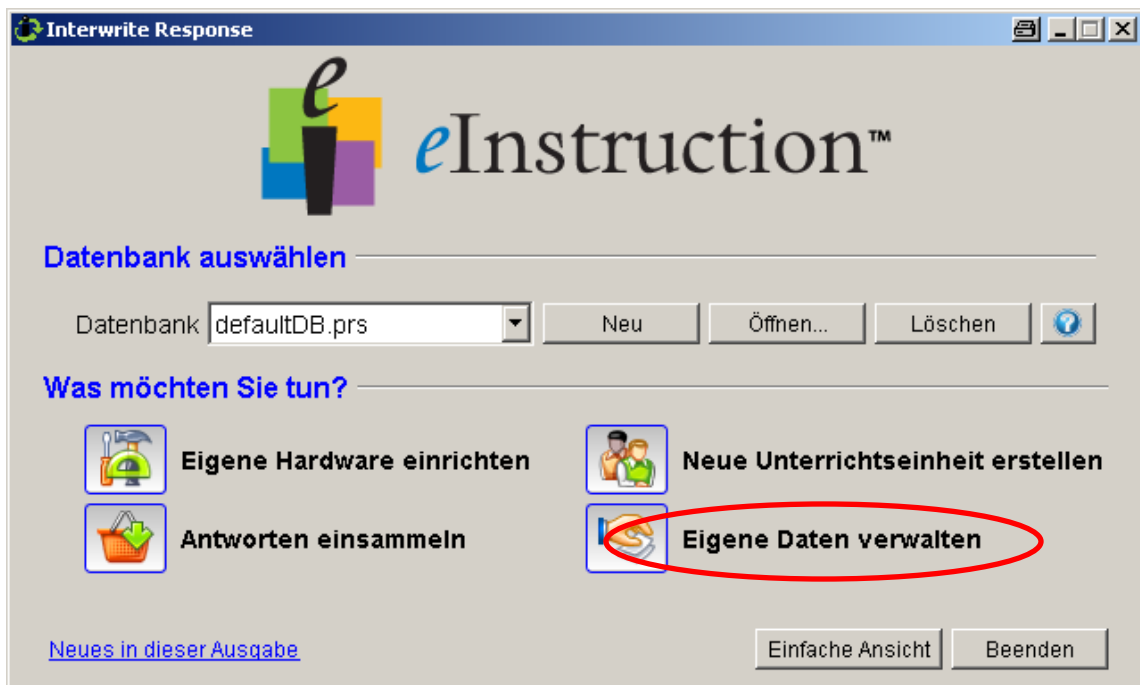 Interwrite Response
e
eInstruction™
Datenbank auswählen
Datenbank defaultDB.prs Neu Öffnen... Löschen ?
Was möchten Sie tun?
Eigene Hardware einrichten Neue Unterrichtseinheit erstellen
Antworten einsammeln Eigene Daten verwalten
Neues in dieser Ausgabe Einfache Ansicht Beenden